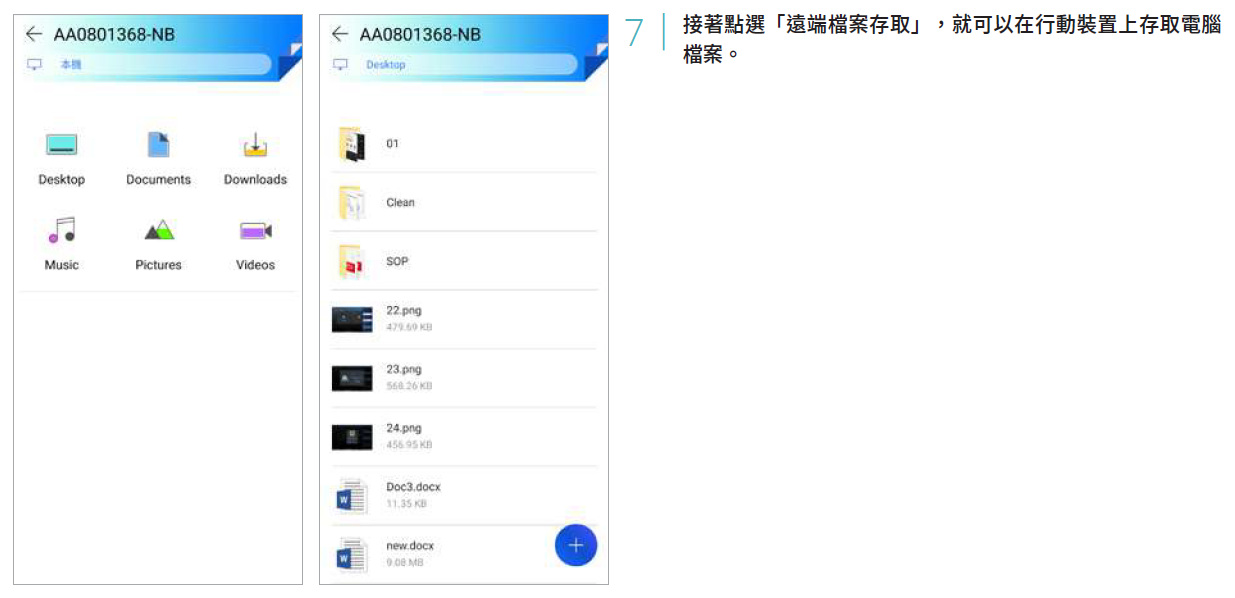 AA0801368-NB
本機
Desktop
Documents
Downloads
Music
Pictures
Videos
AA0801368-NB
Desktop
01
Clean
SOP
22.png
479.69 KB
23.png
568.26 KB
24.png
456.95 KB
Doc3.docx
11.35 KB
new.docx
9.08 MB
7
接著點選「遠端檔案存取」，就可以在行動裝置上存取電腦
檔案。